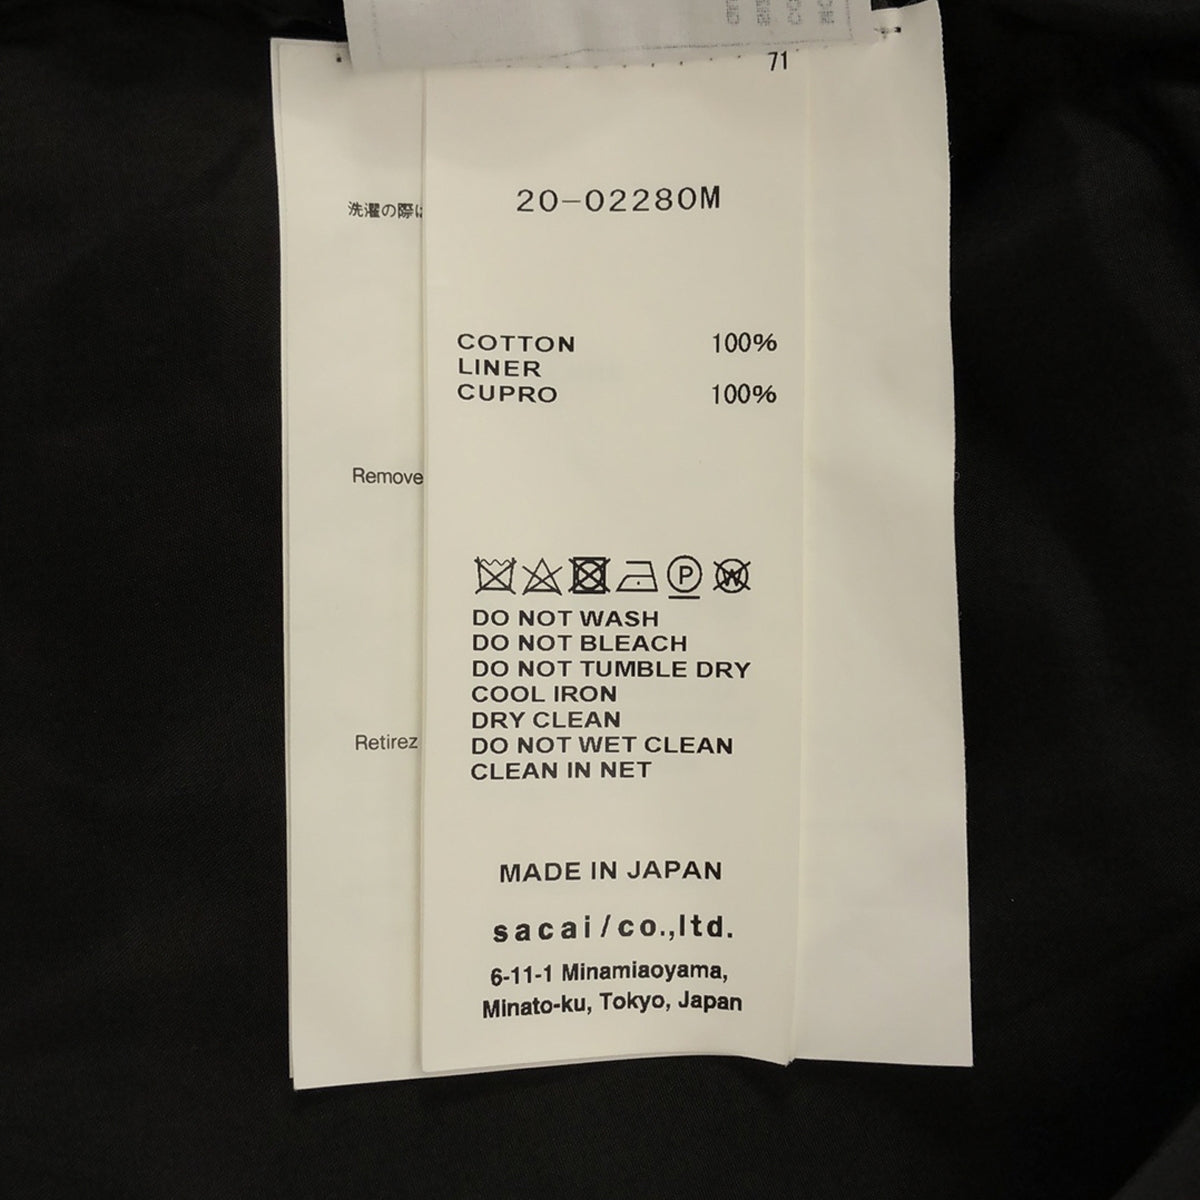 71
20-02280M
COTTON 100%
LINER
CUPRO 100%
P
W
DO NOT WASH
DO NOT BLEACH
DO NOT TUMBLE DRY
COOL IRON
DRY CLEAN
DO NOT WET CLEAN
CLEAN IN NET
MADE IN JAPAN
sacai/co.,ltd.
6-11-1 Minamiaoyama,
Minato-ku, Tokyo, Japan
洗濯の際に
Remove
Retirez